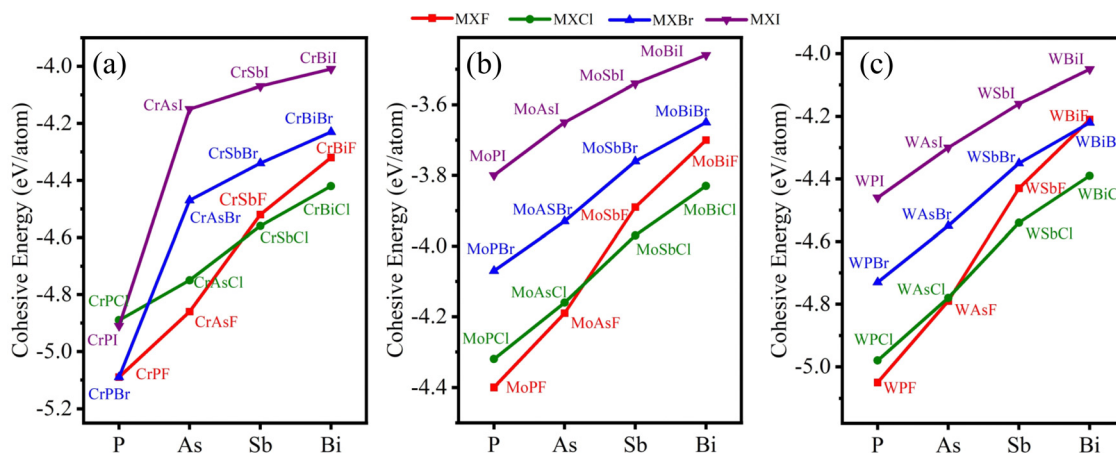 MXF MXCl MXBr MXI
(a)
Cohesive Energy (eV/atom)
-4.0
-4.2
-4.4
-4.6
-4.8
-5.0
-5.2
P As Sb Bi
CrPI
CrAsI
CrSbI
CrBiI
CrPBr
CrAsBr
CrSbBr
CrBiBr
CrPF
CrAsF
CrSbF
CrBiF
CrPCl
CrAsCl
CrSbCl
CrBiCl
(b)
Cohesive Energy (eV/atom)
-3.6
-3.8
-4.0
-4.2
-4.4
P As Sb Bi
MoPI
MoAsI
MoSbI
MoBiI
MoPBr
MoASBr
MoSbBr
MoBiBr
MoPF
MoAsF
MoSbF
MoBiF
MoPCl
MoAsCl
MoSbCl
MoBiCl
(c)
Cohesive Energy (eV/atom)
-4.0
-4.2
-4.4
-4.6
-4.8
-5.0
P As Sb Bi
WPI
WAsI
WSbI
WBiI
WPBr
WAsBr
WSbBr
WBiB
WPF
WAsF
WSbF
WBiF
WPCl
WAsCl
WSbCl
WBiC